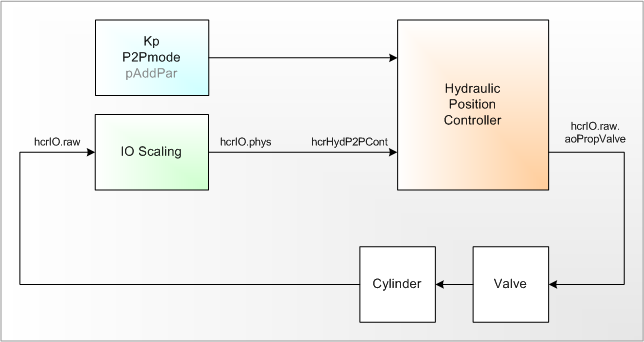 Kp
P2Pmode
pAddPar
Hydraulic
Position
Controller
hcrIO.raw
IO Scaling
hcrIO.phys
hcrHydP2PCont
hcrIO.raw.
aoPropValve
Cylinder
Valve